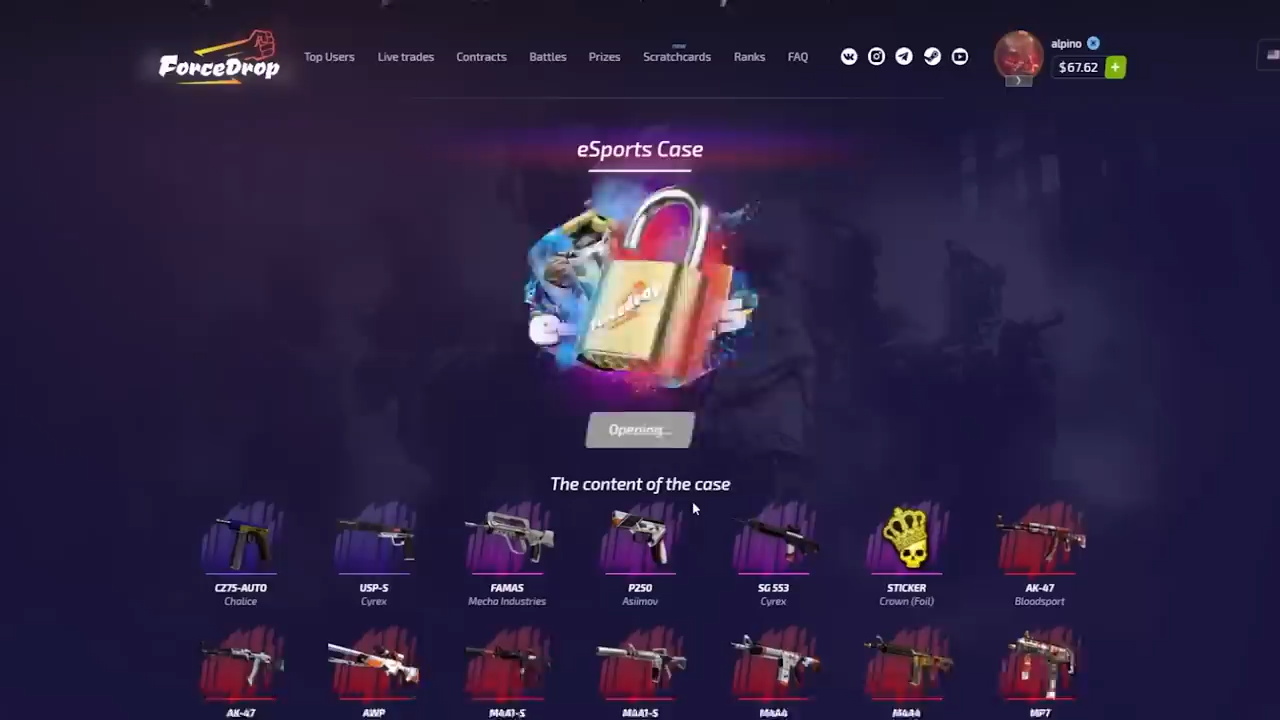 ForceDrop
Top Users
Live trades
Contracts
Battles
Prizes
new
Scratchcards
Ranks
FAQ
alpino
$67.62 +
eSports Case
e-
s
Opening...
The content of the case
CZ75-AUTO
Chalice
USP-S
Cyrex
FAMAS
Mecha Industries
P250
Asiimov
SG 553
Cyrex
STICKER
Crown (Foil)
AK-47
Bloodsport
AK-47
AWP
M4A1-S
M4A1-S
M4A4
M4A4
MP7